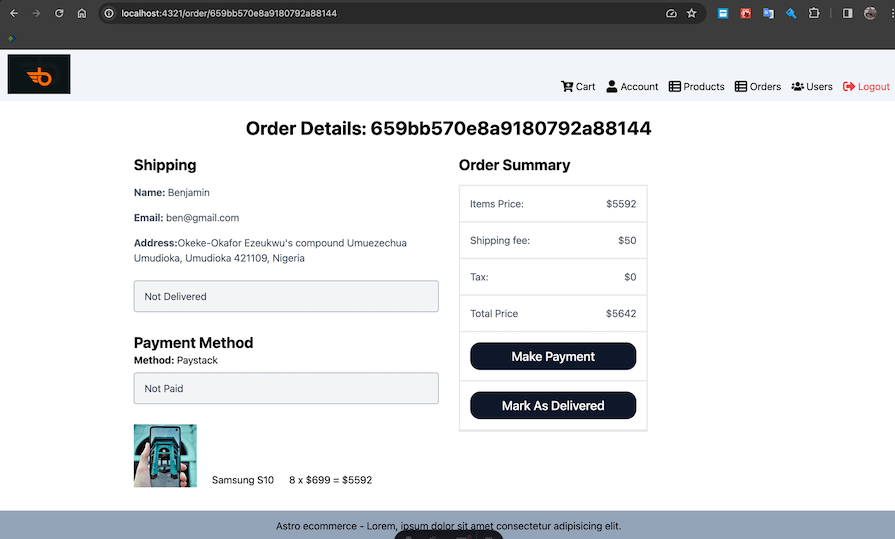 localhost:4321/order/659bb570e8a9180792a88144
Cart Account Products Orders Users Logout
Order Details: 659bb570e8a9180792a88144
Shipping
Name: Benjamin
Email: ben@gmail.com
Address:Okeke-Okafor Ezeukwu's compound Umuezechua
Umudioka, Umudioka 421109, Nigeria
Not Delivered
Payment Method
Method: Paystack
Not Paid
Samsung S10 8 x $699 = $5592
Order Summary
Items Price: $5592
Shipping fee: $50
Tax: $0
Total Price $5642
Make Payment
Mark As Delivered
Astro ecommerce - Lorem, ipsum dolor sit amet consectetur adipisicing elit.